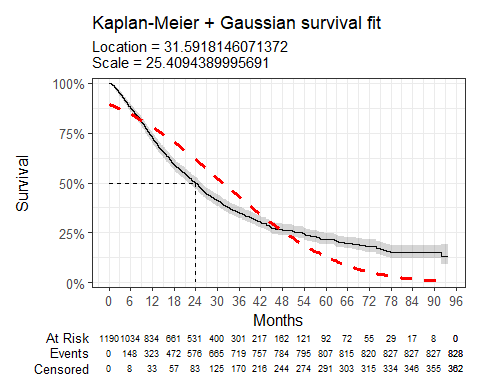 Kaplan-Meier + Gaussian survival fit
Location = 31.5918146071372
Scale = 25.4094389995691
100%
75%
50%
25%
0%
Survival
0 6 12 18 24 30 36 42 48 54 60 66 72 78 84 90 96
Months
At Risk 1190 1034 834 661 531 400 301 217 162 121 92 72 55 29 17 8 0
Events 0 148 323 472 576 665 719 757 784 795 807 815 820 827 827 827 828
Censored 0 8 33 57 83 125 170 216 244 274 291 303 315 334 346 355 362